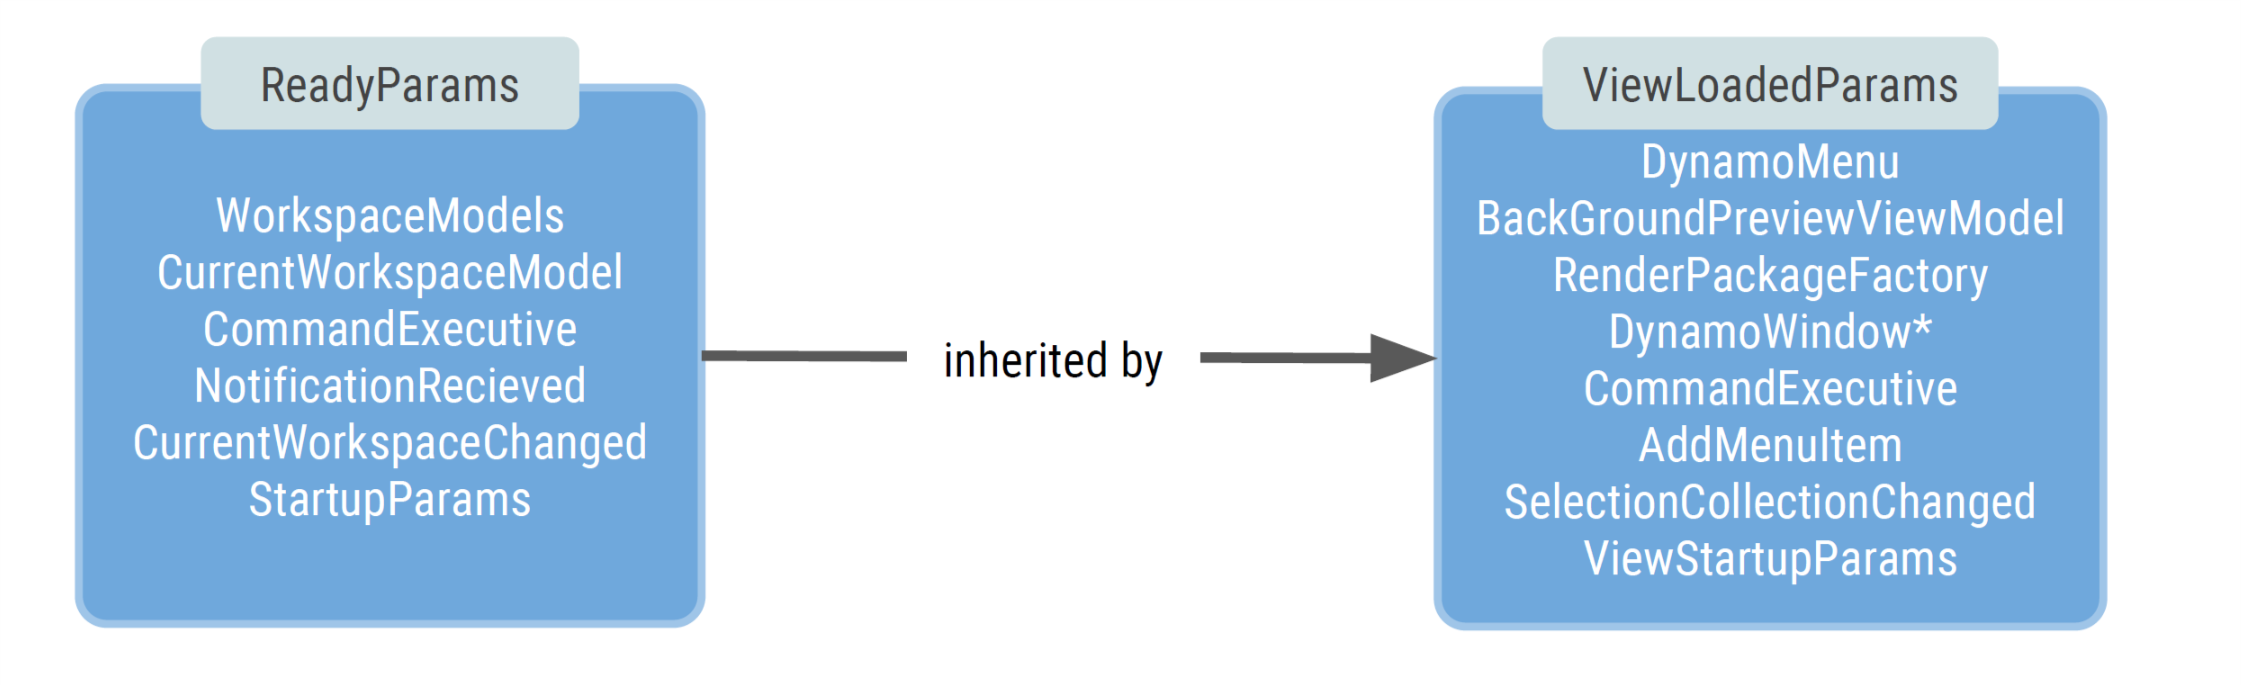 ReadyParams
WorkspaceModels
CurrentWorkspaceModel
CommandExecutive
NotificationRecieved
CurrentWorkspaceChanged
StartupParams
inherited by
ViewLoadedParams
DynamoMenu
BackGroundPreviewViewModel
RenderPackageFactory
DynamoWindow*
CommandExecutive
AddMenuItem
SelectionCollectionChanged
ViewStartupParams